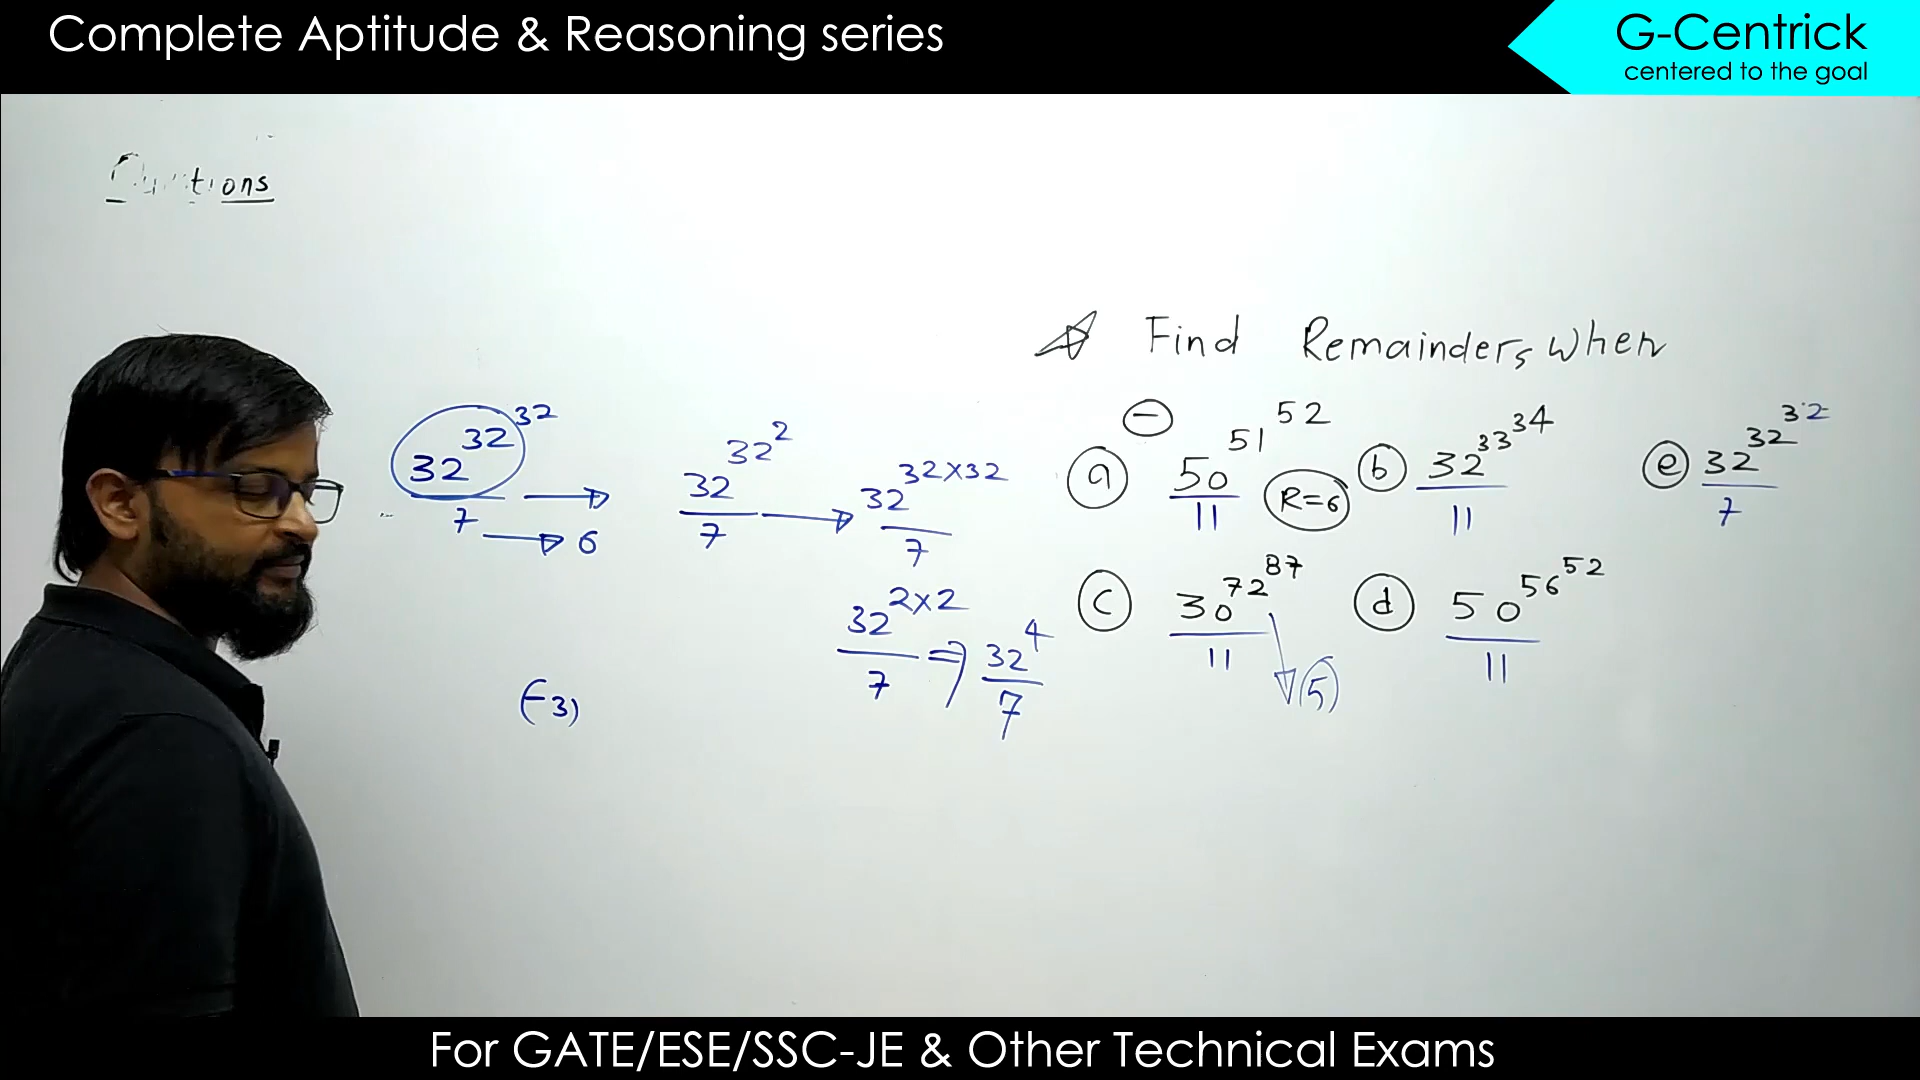 Complete Aptitude & Reasoning series
G-Centrick
centered to the goal
Find Remainders when
(a) 50^51^52 / 11 R=6
(b) 32^33^34 / 11
(e) 32^32^32 / 7
(c) 30^72^87 / 11 → (5)
(d) 50^56^52 / 11
32^32^32 / 7 →
→ 6
32^32^2 / 7 →
32^32×32 / 7
32^2×2 / 7 ⇒ 32^4 / 7
(-3)
For GATE/ESE/SSC-JE & Other Technical Exams